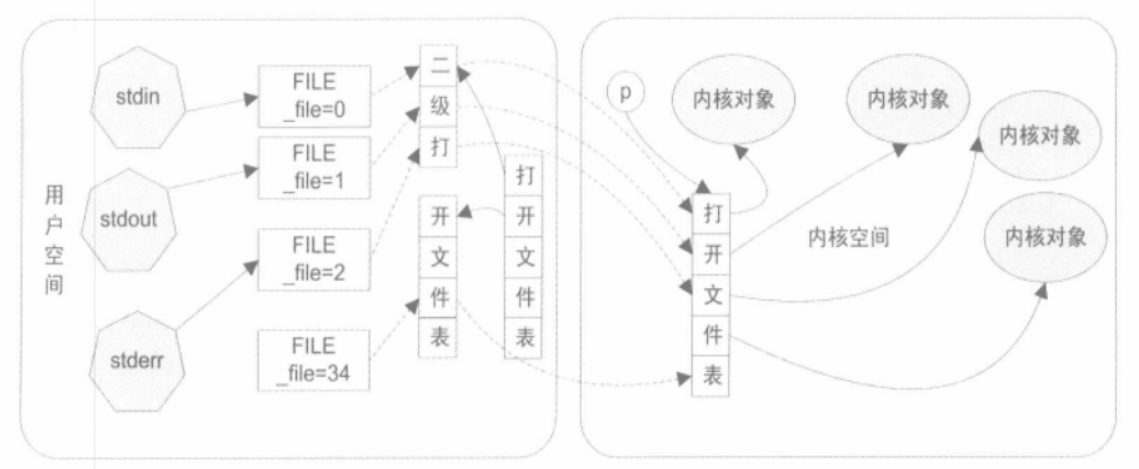 用户空间
stdin
stdout
stderr
FILE
_file=0
FILE
_file=1
FILE
_file=2
FILE
_file=34
二级打
开文件表
打开文件表
p
打开文件表
内核对象
内核对象
内核对象
内核对象
内核空间